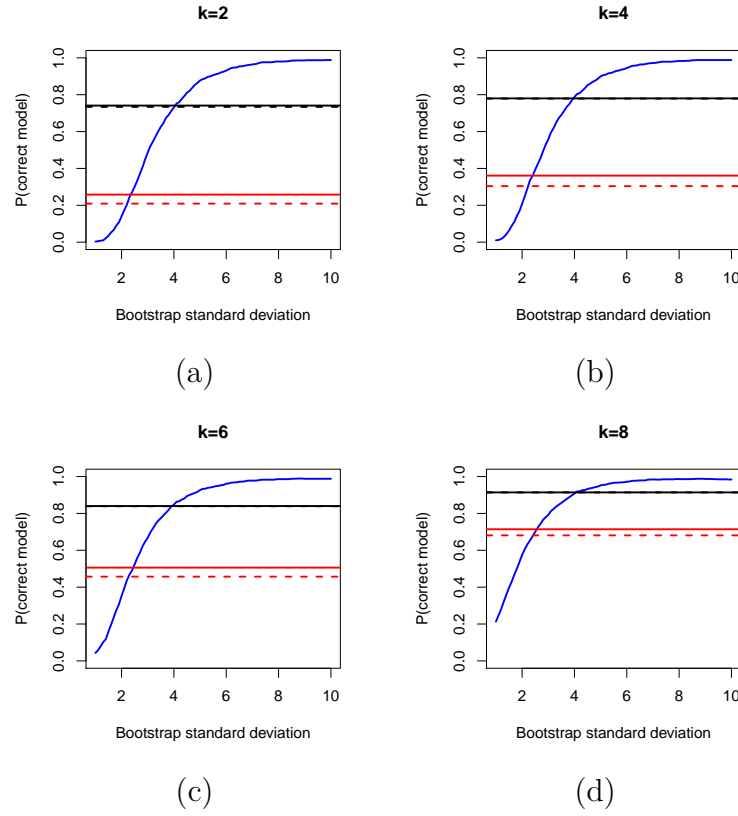 k=2
P(correct model)
0.0 0.2 0.4 0.6 0.8 1.0
2 4 6 8 10
Bootstrap standard deviation
(a)
k=4
P(correct model)
0.0 0.2 0.4 0.6 0.8 1.0
2 4 6 8 10
Bootstrap standard deviation
(b)
k=6
P(correct model)
0.0 0.2 0.4 0.6 0.8 1.0
2 4 6 8 10
Bootstrap standard deviation
(c)
k=8
P(correct model)
0.0 0.2 0.4 0.6 0.8 1.0
2 4 6 8 10
Bootstrap standard deviation
(d)